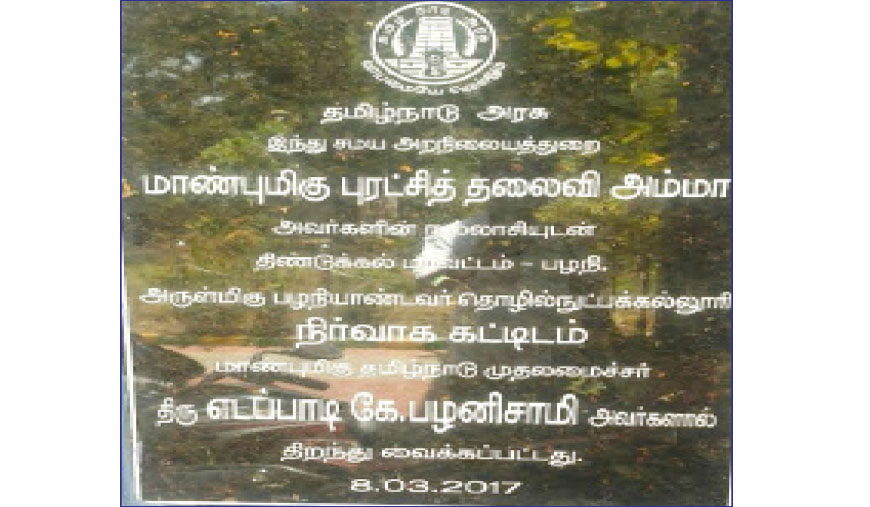 தமிழ் நாடு அரசு
வாய்மையே வெல்லும்
தமிழ்நாடு அரசு
இந்து சமய அறநிலையத்துறை
மாண்புமிகு புரட்சித் தலைவி அம்மா
அவர்களின் நல்லாசியுடன்
திண்டுக்கல் மாவட்டம் - பழநி.
அருள்மிகு பழநியாண்டவர் தொழில்நுட்பக்கல்லூரி
நிர்வாக கட்டிடம்
மாண்புமிகு தமிழ்நாடு முதலமைச்சர்
திரு எடப்பாடி கே.பழனிசாமி அவர்களால்
திறந்து வைக்கப்பட்டது.
8.03.2017